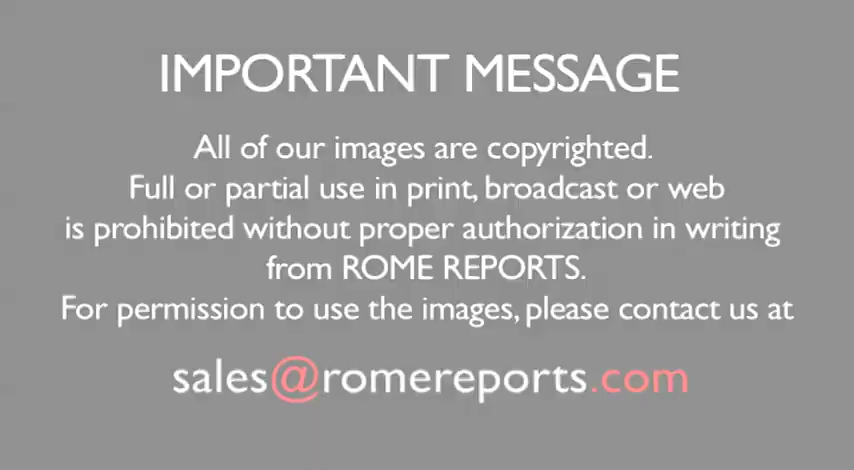 IMPORTANT MESSAGE
All of our images are copyrighted.
Full or partial use in print, broadcast or web
is prohibited without proper authorization in writing
from ROME REPORTS.
For permission to use the images, please contact us at
sales@romereports.com